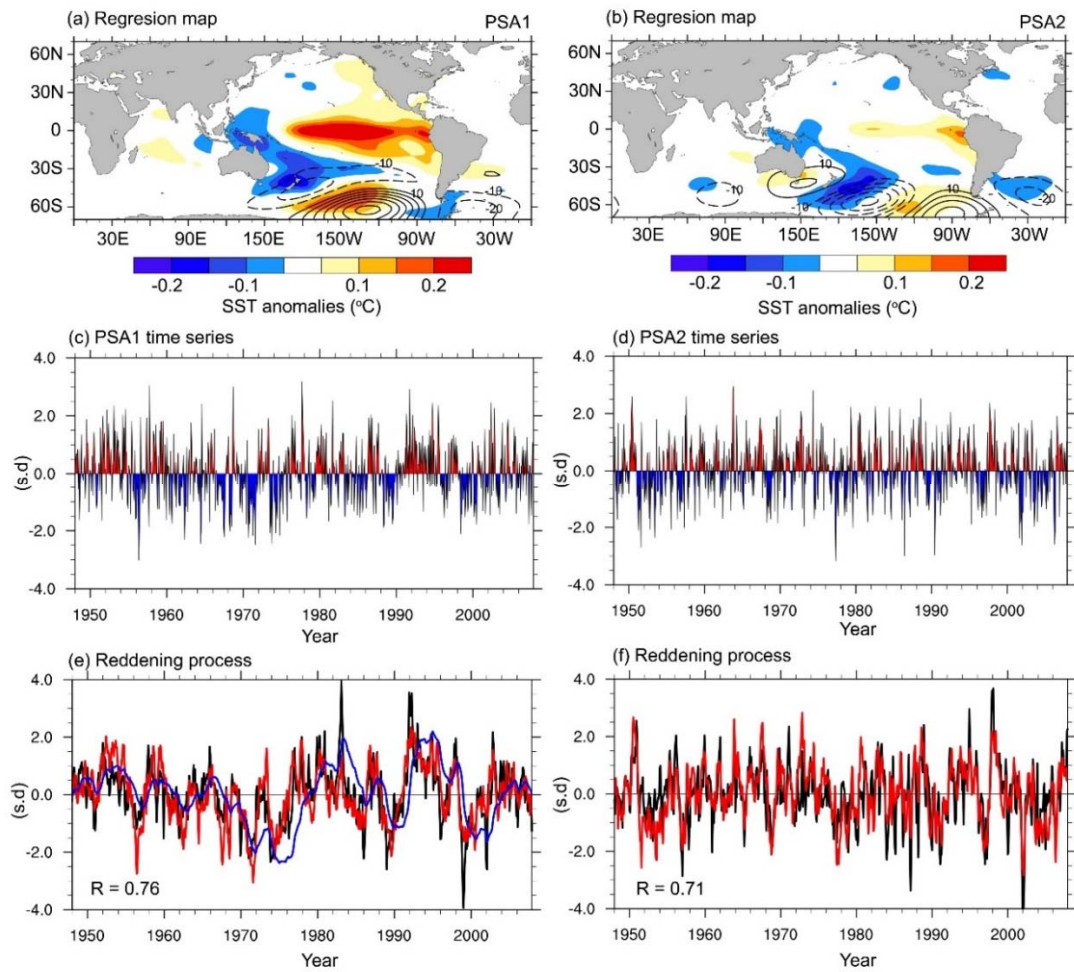 (a) Regresion map PSA1
60N
30N
0
30S
60S
-10
10
-10
-20
30E 90E 150E 150W 90W 30W
-0.2 -0.1 0.1 0.2
SST anomalies (°C)
(b) Regresion map PSA2
60N
30N
0
30S
60S
-10
-10
10
-20
30E 90E 150E 150W 90W 30W
-0.2 -0.1 0.1 0.2
SST anomalies (°C)
(c) PSA1 time series
4.0
2.0
0.0
-2.0
-4.0
(s.d)
1950 1960 1970 1980 1990 2000
Year
(d) PSA2 time series
4.0
2.0
0.0
-2.0
-4.0
(s.d)
1950 1960 1970 1980 1990 2000
Year
(e) Reddening process
4.0
2.0
0.0
-2.0
-4.0
(s.d)
R = 0.76
1950 1960 1970 1980 1990 2000
Year
(f) Reddening process
4.0
2.0
0.0
-2.0
-4.0
(s.d)
R = 0.71
1950 1960 1970 1980 1990 2000
Year